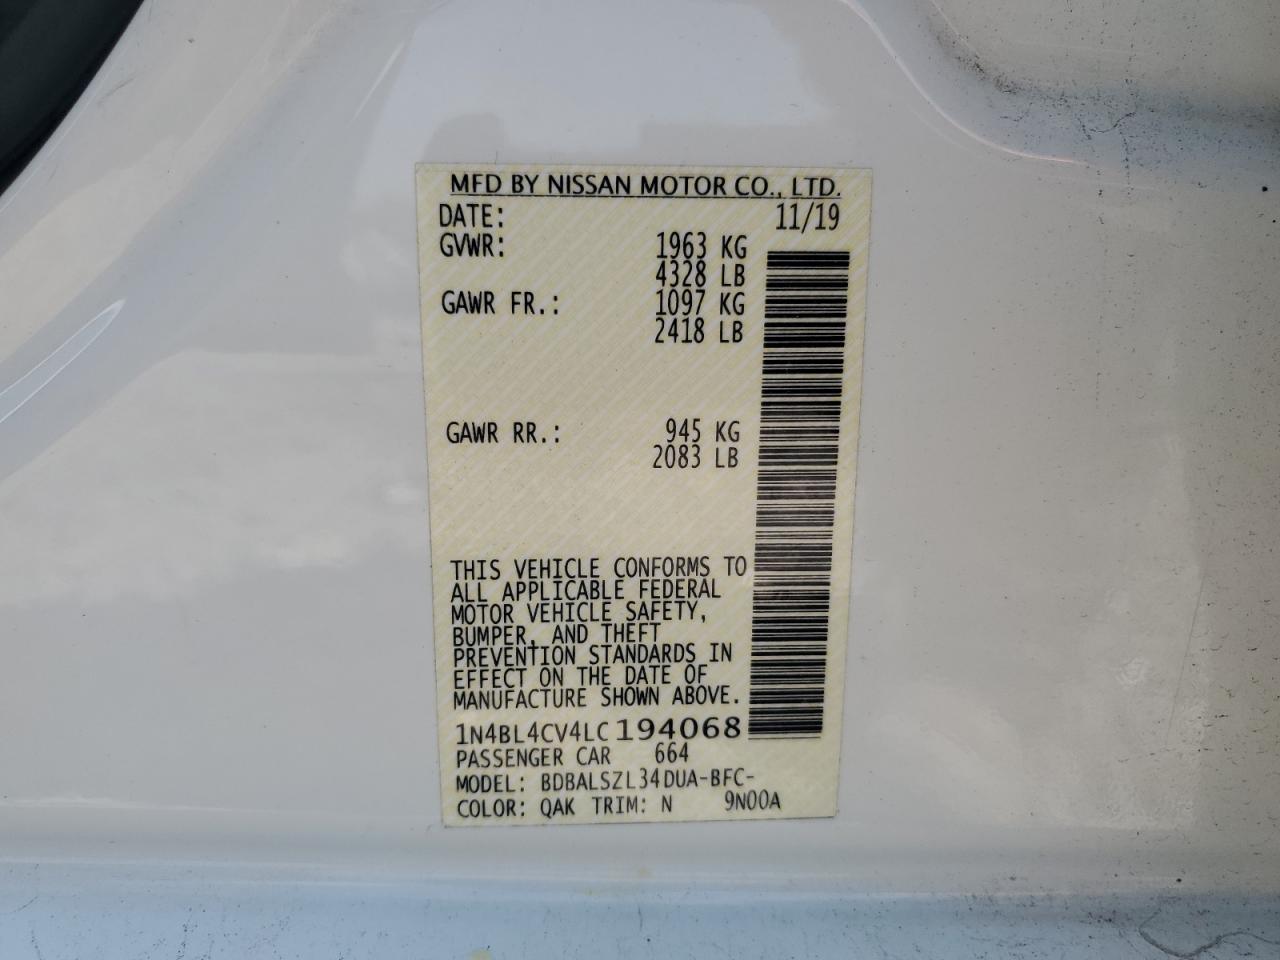 MFD BY NISSAN MOTOR CO., LTD.
DATE: 11/19
GVWR: 1963 KG
4328 LB
GAWR FR.: 1097 KG
2418 LB
GAWR RR.: 945 KG
2083 LB
THIS VEHICLE CONFORMS TO
ALL APPLICABLE FEDERAL
MOTOR VEHICLE SAFETY,
BUMPER, AND THEFT
PREVENTION STANDARDS IN
EFFECT ON THE DATE OF
MANUFACTURE SHOWN ABOVE.
1N4BL4CV4LC194068
PASSENGER CAR 664
MODEL: BDBALSZL34DUA-BFC-
COLOR: QAK TRIM: N 9N00A